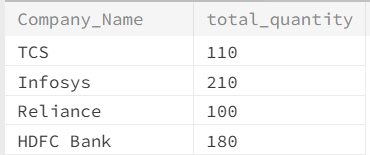 Company_Name total_quantity
TCS 110
Infosys 210
Reliance 100
HDFC Bank 180